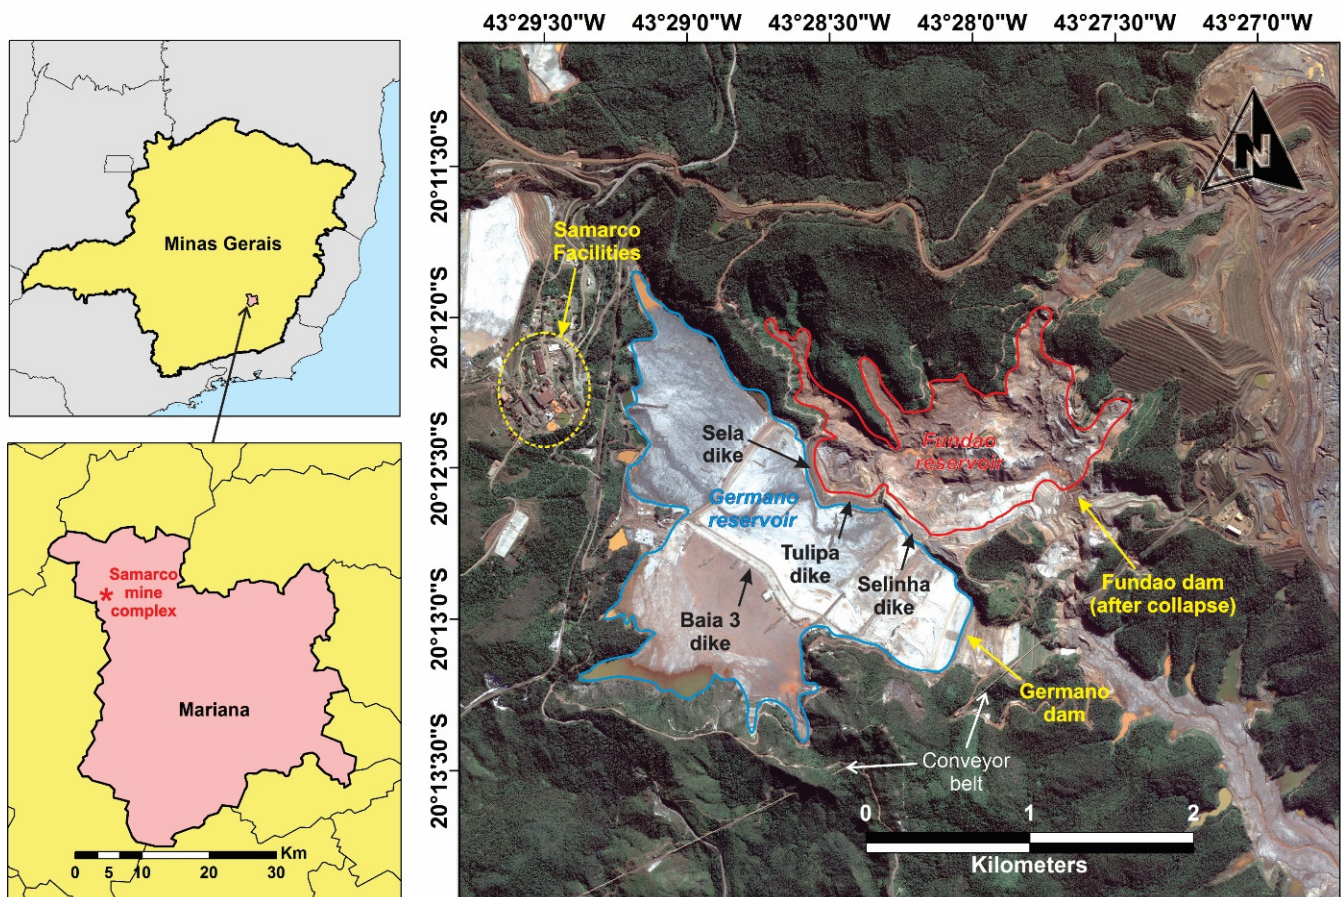 43°29'30"W 43°29'0"W 43°28'30"W 43°28'0"W 43°27'30"W 43°27'0"W
Minas Gerais
Samarco
mine
complex
*
Mariana
Km
0 5 10 20 30
20°11'30"S
20°12'0"S
20°12'30"S
20°13'0"S
20°13'30"S
N
Samarco
Facilities
Sela
dike
Fundao
reservoir
Germano
reservoir
Tulipa
dike
Selinha
dike
Fundao dam
(after collapse)
Baia 3
dike
Germano
dam
Conveyor
belt
0 1 2
Kilometers